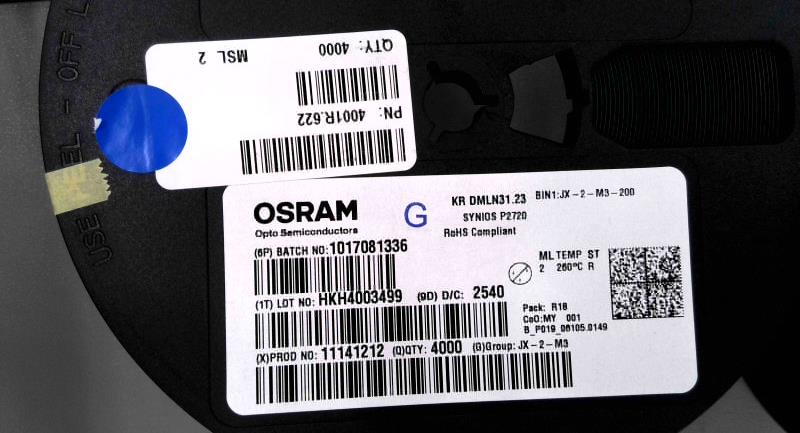 USE
EEL - OFF L
QTY: 4000
MSL 2
PN: 4001R.622
OSRAM
Opto Semiconductors
G
KR DMLN31.23 BIN1:JX-2-M3-200
SYNIOS P2720
RoHS Compliant
(6P) BATCH NO:1017081336
ML TEMP ST
2 260°C R
(1T) LOT NO: HKH4003499 (9D) D/C: 2540
Pack: R18
CoO:MY 001
B_P019_06105.0149
(X)PROD NO: 11141212 (Q)QTY: 4000 (G)Group: JX-2-M3